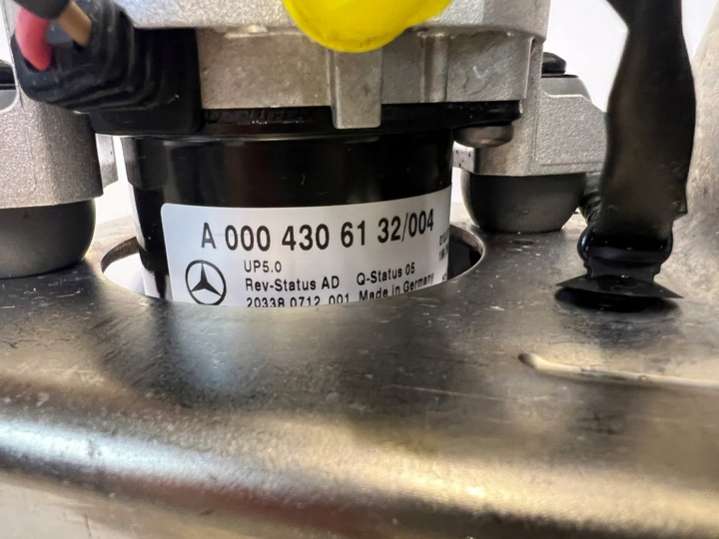 A 000 430 61 32/004
UP5.0
Rev-Status AD Q-Status 05
20338 0712 001 Made in Germany